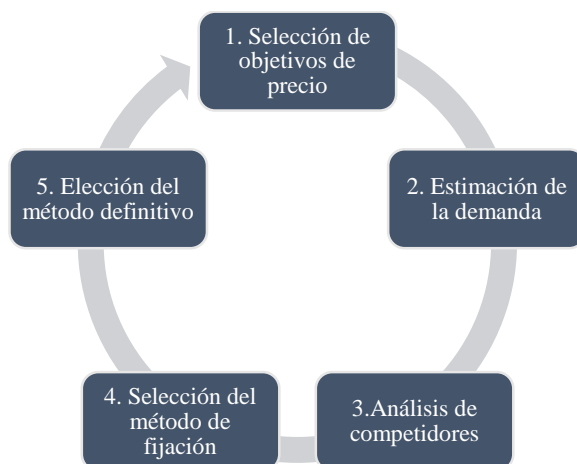 1. Selección de
objetivos de
precio
2. Estimación de
la demanda
3.Análisis de
competidores
4. Selección del
método de
fijación
5. Elección del
método definitivo